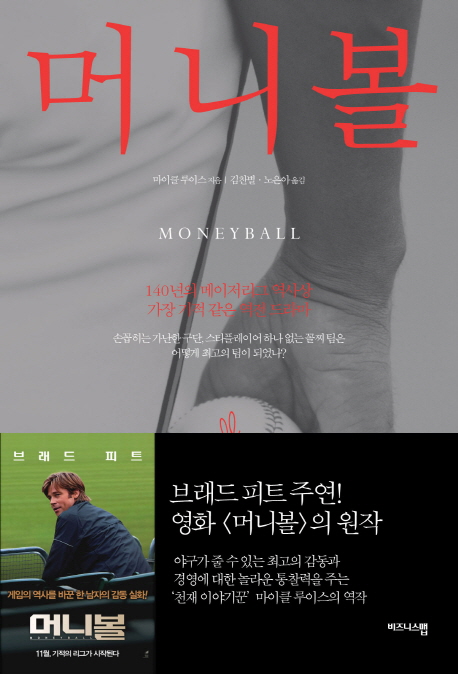 머니볼
마이클 루이스 지음 | 김찬별 · 노은아 옮김
MONEYBALL
140년의 메이저리그 역사상
가장 기적 같은 역전 드라마
손꼽히는 가난한 구단, 스타플레이어 하나 없는 꼴찌 팀은
어떻게 최고의 팀이 되었나?
브래드 피트
게임의 역사를 바꾼 한 남자의 감동 실화!
머니볼
MONEYBALL
11월, 기적의 리그가 시작된다
브래드 피트 주연!
영화 〈머니볼〉의 원작
야구가 줄 수 있는 최고의 감동과
경영에 대한 놀라운 통찰력을 주는
‘천재 이야기꾼’ 마이클 루이스의 역작
비즈니스맵